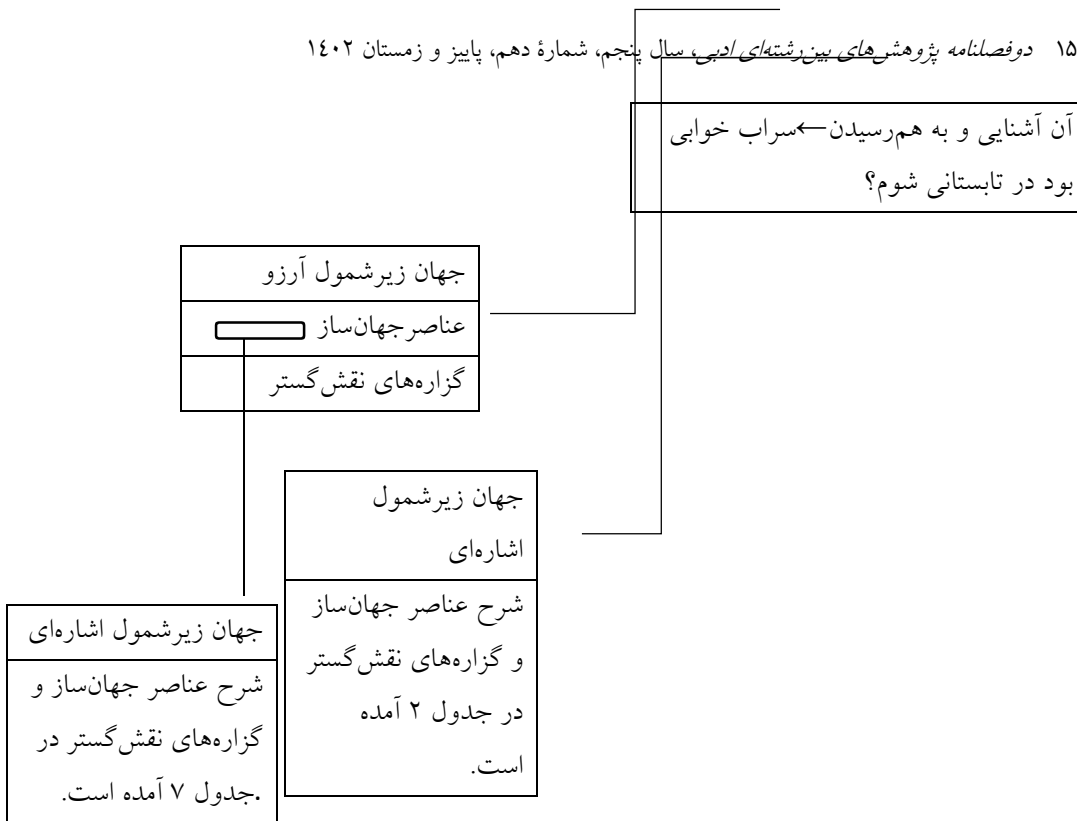 ۱۵ دوفصلنامه پژوهش‌های بین‌رشته‌ای ادبی، سال پنجم، شمارۀ دهم، پاییز و زمستان ۱۴۰۲
آن آشنایی و به هم‌رسیدن←سراب خوابی
بود در تابستانی شوم؟
جهان زیرشمول آرزو
عناصرجهان‌ساز
گزاره‌های نقش‌گستر
جهان زیرشمول
اشاره‌ای
شرح عناصر جهان‌ساز
و گزاره‌های نقش‌گستر
در جدول ۲ آمده
است.
جهان زیرشمول اشاره‌ای
شرح عناصر جهان‌ساز و
گزاره‌های نقش‌گستر در
.جدول ۷ آمده است.